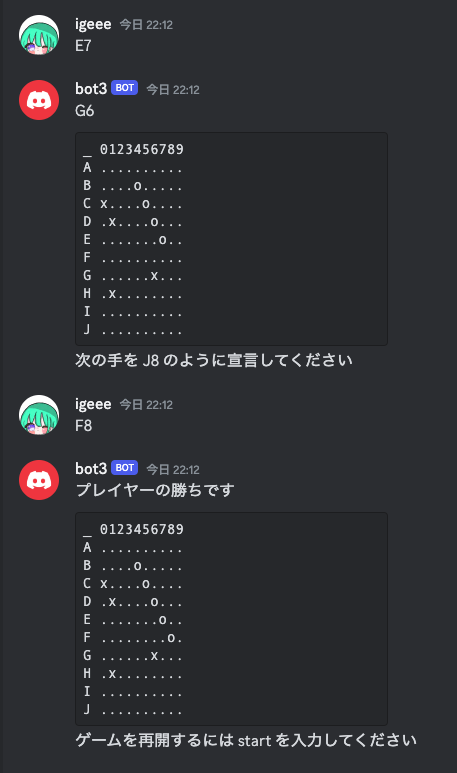 igeee 今日 22:12
E7
bot3 BOT 今日 22:12
G6
_ 0123456789
A ..........
B ....o.....
C x....o....
D .x....o...
E .......o..
F ..........
G ......x...
H .x........
I ..........
J ..........
次の手を J8 のように宣言してください
igeee 今日 22:12
F8
bot3 BOT 今日 22:12
プレイヤーの勝ちです
_ 0123456789
A ..........
B ....o.....
C x....o....
D .x....o...
E .......o..
F ........o.
G ......x...
H .x........
I ..........
J ..........
ゲームを再開するには start を入力してください